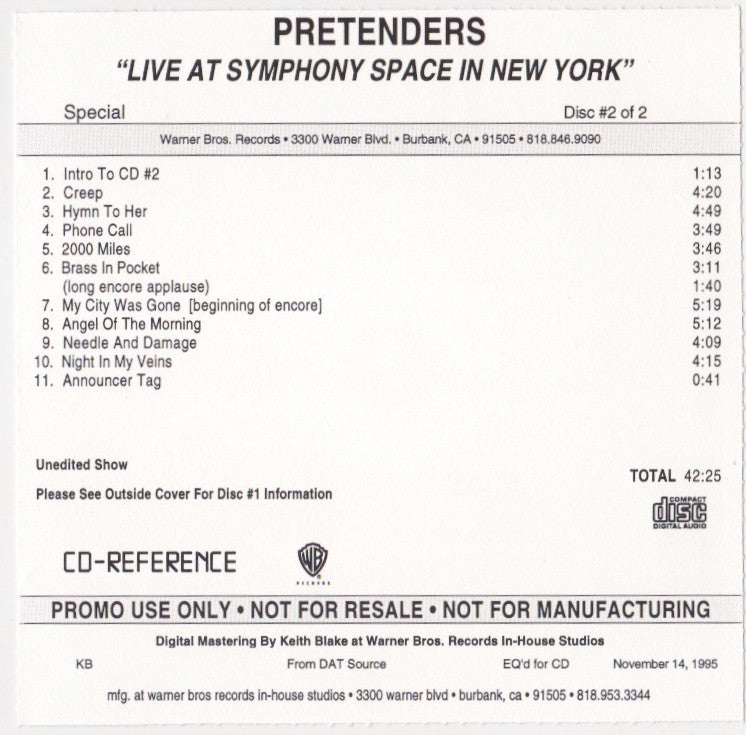 PRETENDERS
"LIVE AT SYMPHONY SPACE IN NEW YORK"
Special Disc #2 of 2
Warner Bros. Records • 3300 Warner Blvd. • Burbank, CA • 91505 • 818.846.9090
1. Intro To CD #2 1:13
2. Creep 4:20
3. Hymn To Her 4:49
4. Phone Call 3:49
5. 2000 Miles 3:46
6. Brass In Pocket 3:11
(long encore applause) 1:40
7. My City Was Gone [beginning of encore] 5:19
8. Angel Of The Morning 5:12
9. Needle And Damage 4:09
10. Night In My Veins 4:15
11. Announcer Tag 0:41
Unedited Show
TOTAL 42:25
Please See Outside Cover For Disc #1 Information
COMPACT
disc
DIGITAL AUDIO
CD-REFERENCE
WB
RECORDS
PROMO USE ONLY • NOT FOR RESALE • NOT FOR MANUFACTURING
Digital Mastering By Keith Blake at Warner Bros. Records In-House Studios
KB From DAT Source EQ'd for CD November 14, 1995
mfg. at warner bros records in-house studios • 3300 warner blvd • burbank, ca • 91505 • 818.953.3344